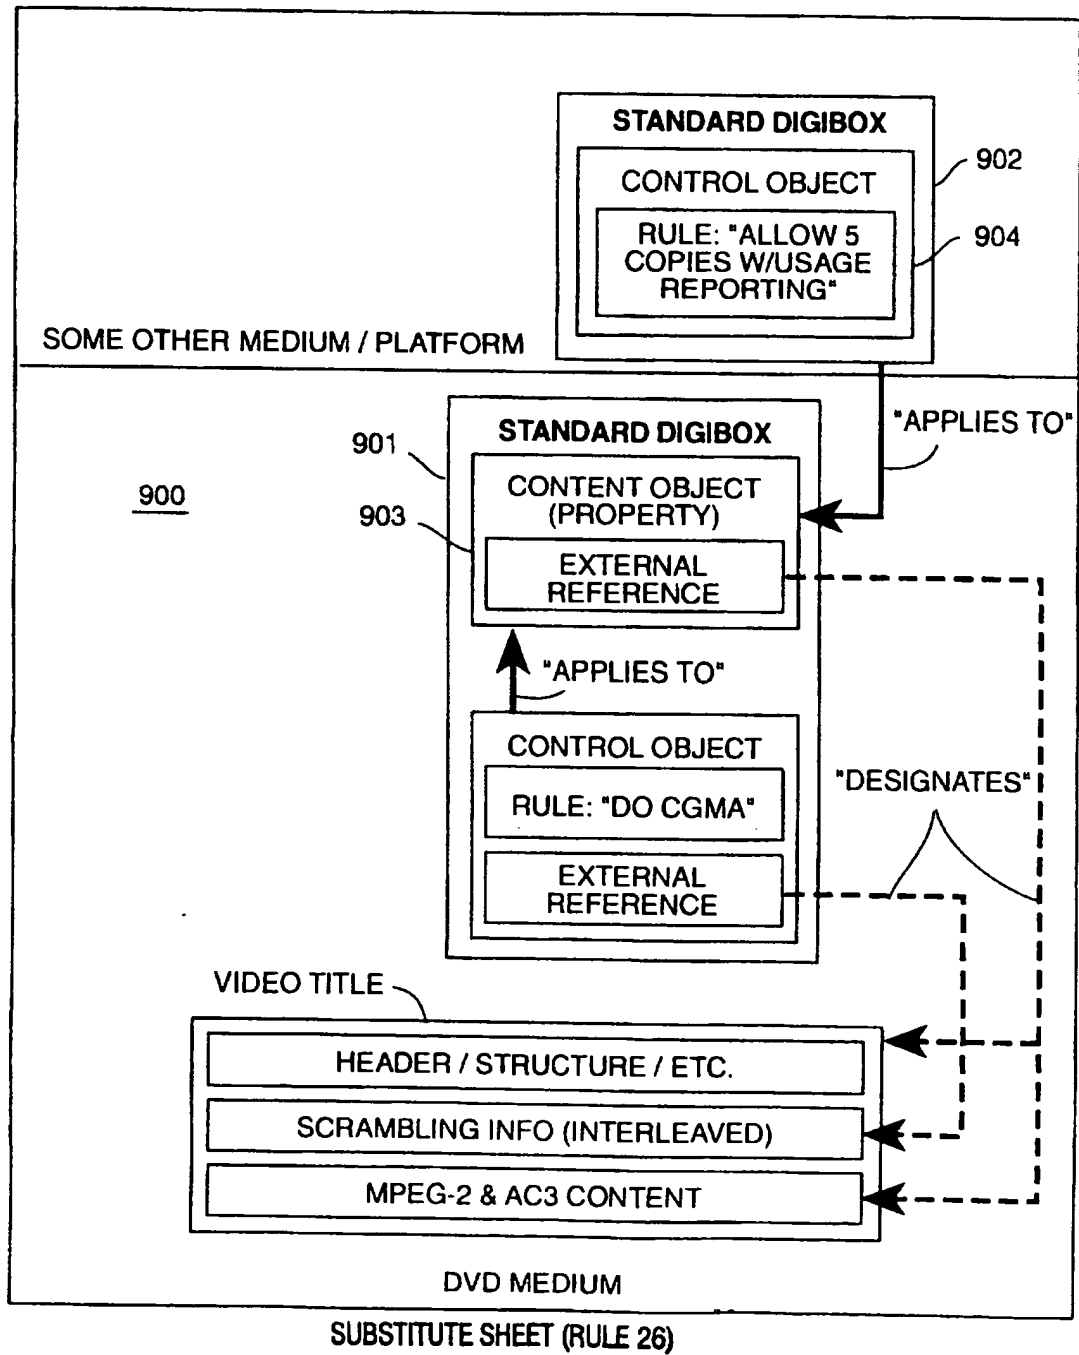 STANDARD DIGIBOX
CONTROL OBJECT
RULE: "ALLOW 5
COPIES W/USAGE
REPORTING"
902
904
SOME OTHER MEDIUM / PLATFORM
"APPLIES TO"
900
901
903
STANDARD DIGIBOX
CONTENT OBJECT
(PROPERTY)
EXTERNAL
REFERENCE
"APPLIES TO"
CONTROL OBJECT
RULE: "DO CGMA"
EXTERNAL
REFERENCE
"DESIGNATES"
VIDEO TITLE
HEADER / STRUCTURE / ETC.
SCRAMBLING INFO (INTERLEAVED)
MPEG-2 & AC3 CONTENT
DVD MEDIUM
SUBSTITUTE SHEET (RULE 26)